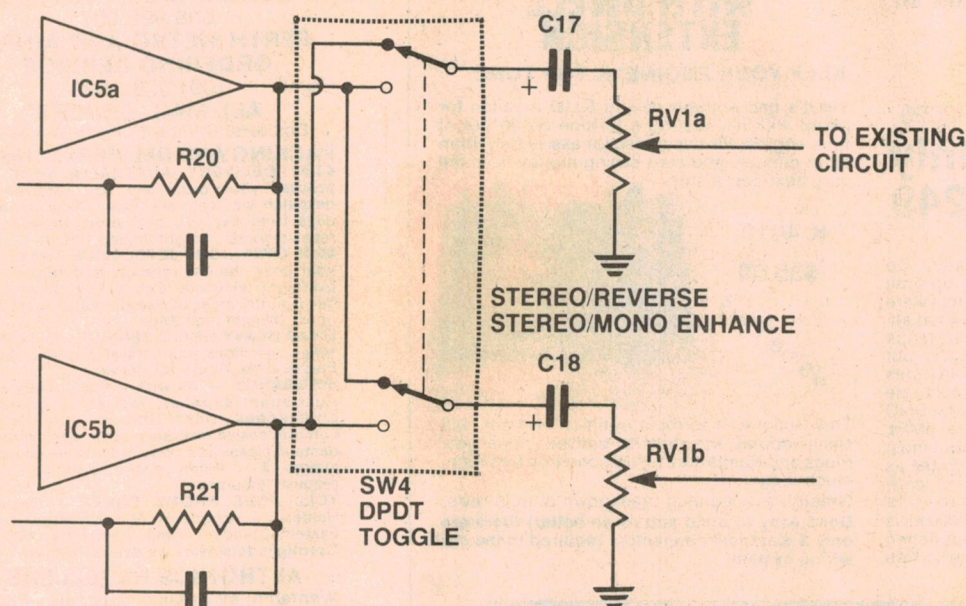 C17
IC5a
RV1a
TO EXISTING
CIRCUIT
R20
+
STEREO/REVERSE
STEREO/MONO ENHANCE
C18
IC5b
+
RV1b
R21
SW4
DPDT
TOGGLE